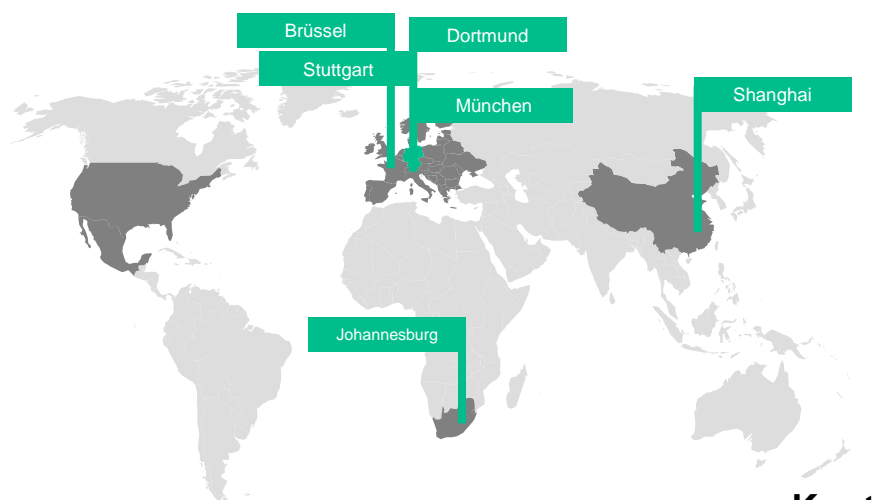 Brüssel
Dortmund
Stuttgart
München
Shanghai
Johannesburg